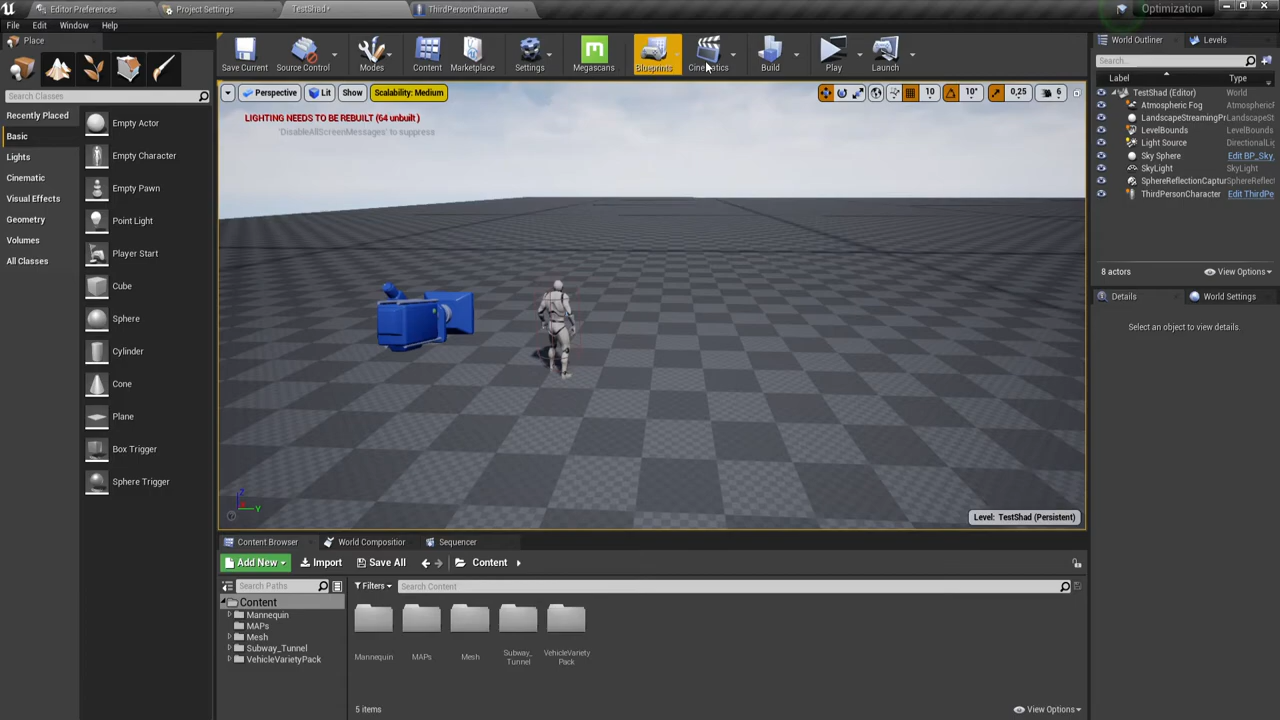 Editor Preferences
Project Settings
TestShad•
ThirdPersonCharacter
Optimization
File Edit Window Help
Place
Search Classes
Recently Placed
Basic
Lights
Cinematic
Visual Effects
Geometry
Volumes
All Classes
Empty Actor
Empty Character
Empty Pawn
Point Light
Player Start
Cube
Sphere
Cylinder
Cone
Plane
Box Trigger
Sphere Trigger
Save Current
Source Control
Modes
Content
Marketplace
Settings
Megascans
Blueprints
Cinematics
Build
Play
Launch
Perspective
Lit
Show
Scalability: Medium
10
10°
0,25
6
LIGHTING NEEDS TO BE REBUILT (64 unbuilt )
'DisableAllScreenMessages' to suppress
Z
Y
Level: TestShad (Persistent)
World Outliner
Levels
Search...
Label Type
TestShad (Editor) World
Atmospheric Fog Atmospheric
LandscapeStreamingPr LandscapeSt
LevelBounds LevelBounds
Light Source DirectionalLi
Sky Sphere Edit BP_Sky_
SkyLight SkyLight
SphereReflectionCaptur SphereReflec
ThirdPersonCharacter Edit ThirdPe
8 actors
View Options
Details
World Settings
Select an object to view details.
Content Browser
World Compositior
Sequencer
Add New
Import
Save All
Content
Search Paths
Filters
Search Content
Content
Mannequin
MAPs
Mesh
Subway_Tunnel
VehicleVarietyPack
Mannequin
MAPs
Mesh
Subway_
Tunnel
VehicleVariety
Pack
5 items
View Options